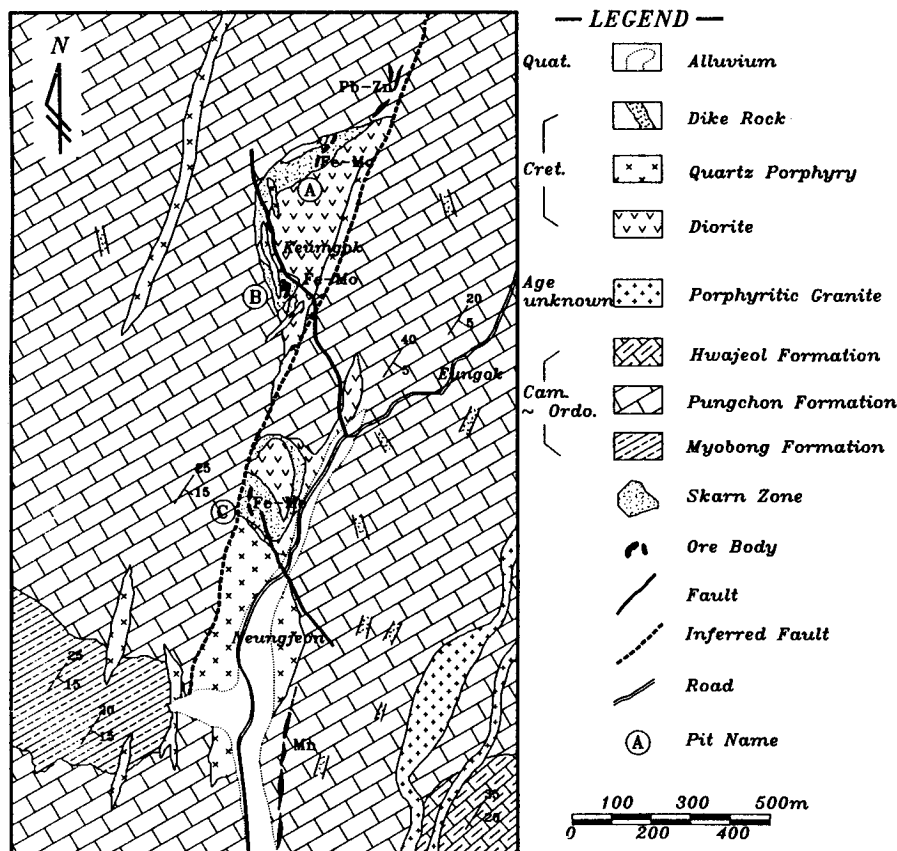 N
Pb-Zn
Fe-Mo
A
Keumgok
Fe-Mo
B
20
5
40
5
Eungok
25
15
C
Fe-Mo
Neungjeon
25
15
20
15
Mn
35
20
LEGEND
Quat.
Alluvium
Cret.
Dike Rock
Quartz Porphyry
Diorite
Age unknown
Porphyritic Granite
Cam. ~ Ordo.
Hwajeol Formation
Pungchon Formation
Myobong Formation
Skarn Zone
Ore Body
Fault
Inferred Fault
Road
A Pit Name
100 300 500m
0 200 400